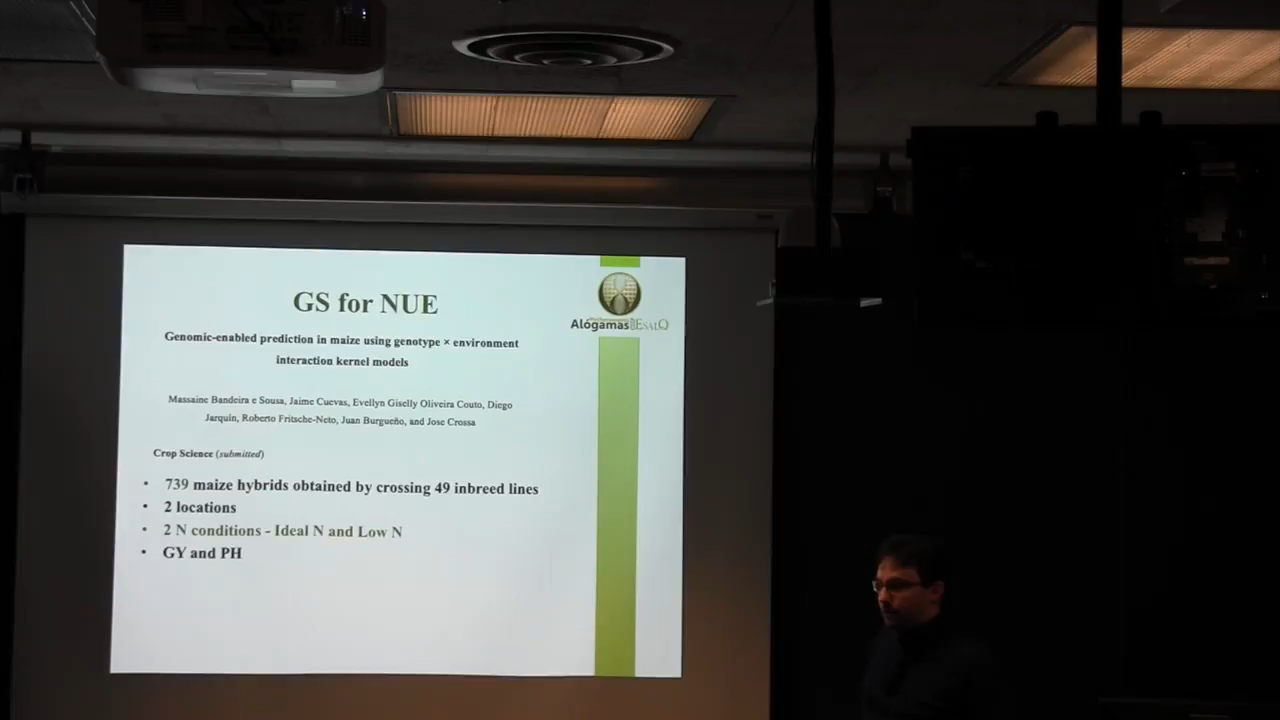 GS for NUE
Alógamas ESALQ
Genomic-enabled prediction in maize using genotype × environment
interaction kernel models
Massaine Bandeira e Sousa, Jaime Cuevas, Evellyn Giselly Oliveira Couto, Diego
Jarquín, Roberto Fritsche-Neto, Juan Burgueño, and Jose Crossa
Crop Science (submitted)
• 739 maize hybrids obtained by crossing 49 inbreed lines
• 2 locations
• 2 N conditions - Ideal N and Low N
• GY and PH